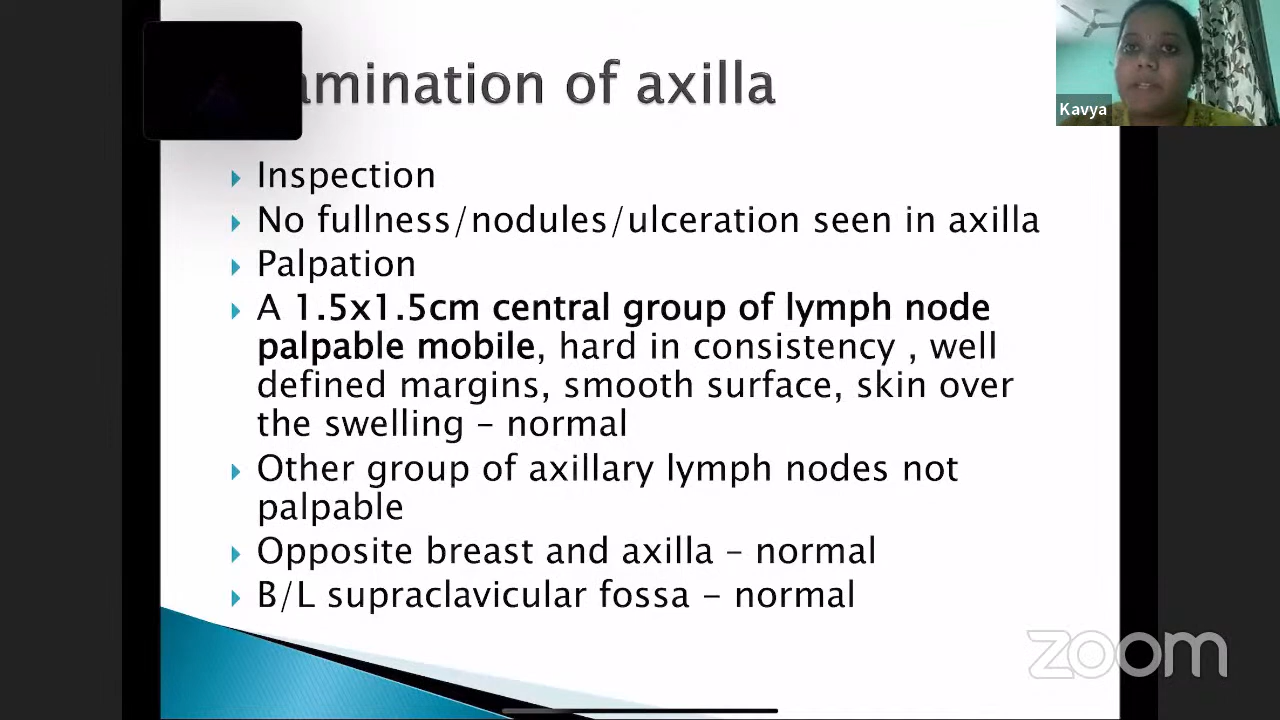 amination of axilla
Kavya
Inspection
No fullness/nodules/ulceration seen in axilla
Palpation
A 1.5x1.5cm central group of lymph node
palpable mobile, hard in consistency , well
defined margins, smooth surface, skin over
the swelling – normal
Other group of axillary lymph nodes not
palpable
Opposite breast and axilla – normal
B/L supraclavicular fossa – normal
zoom